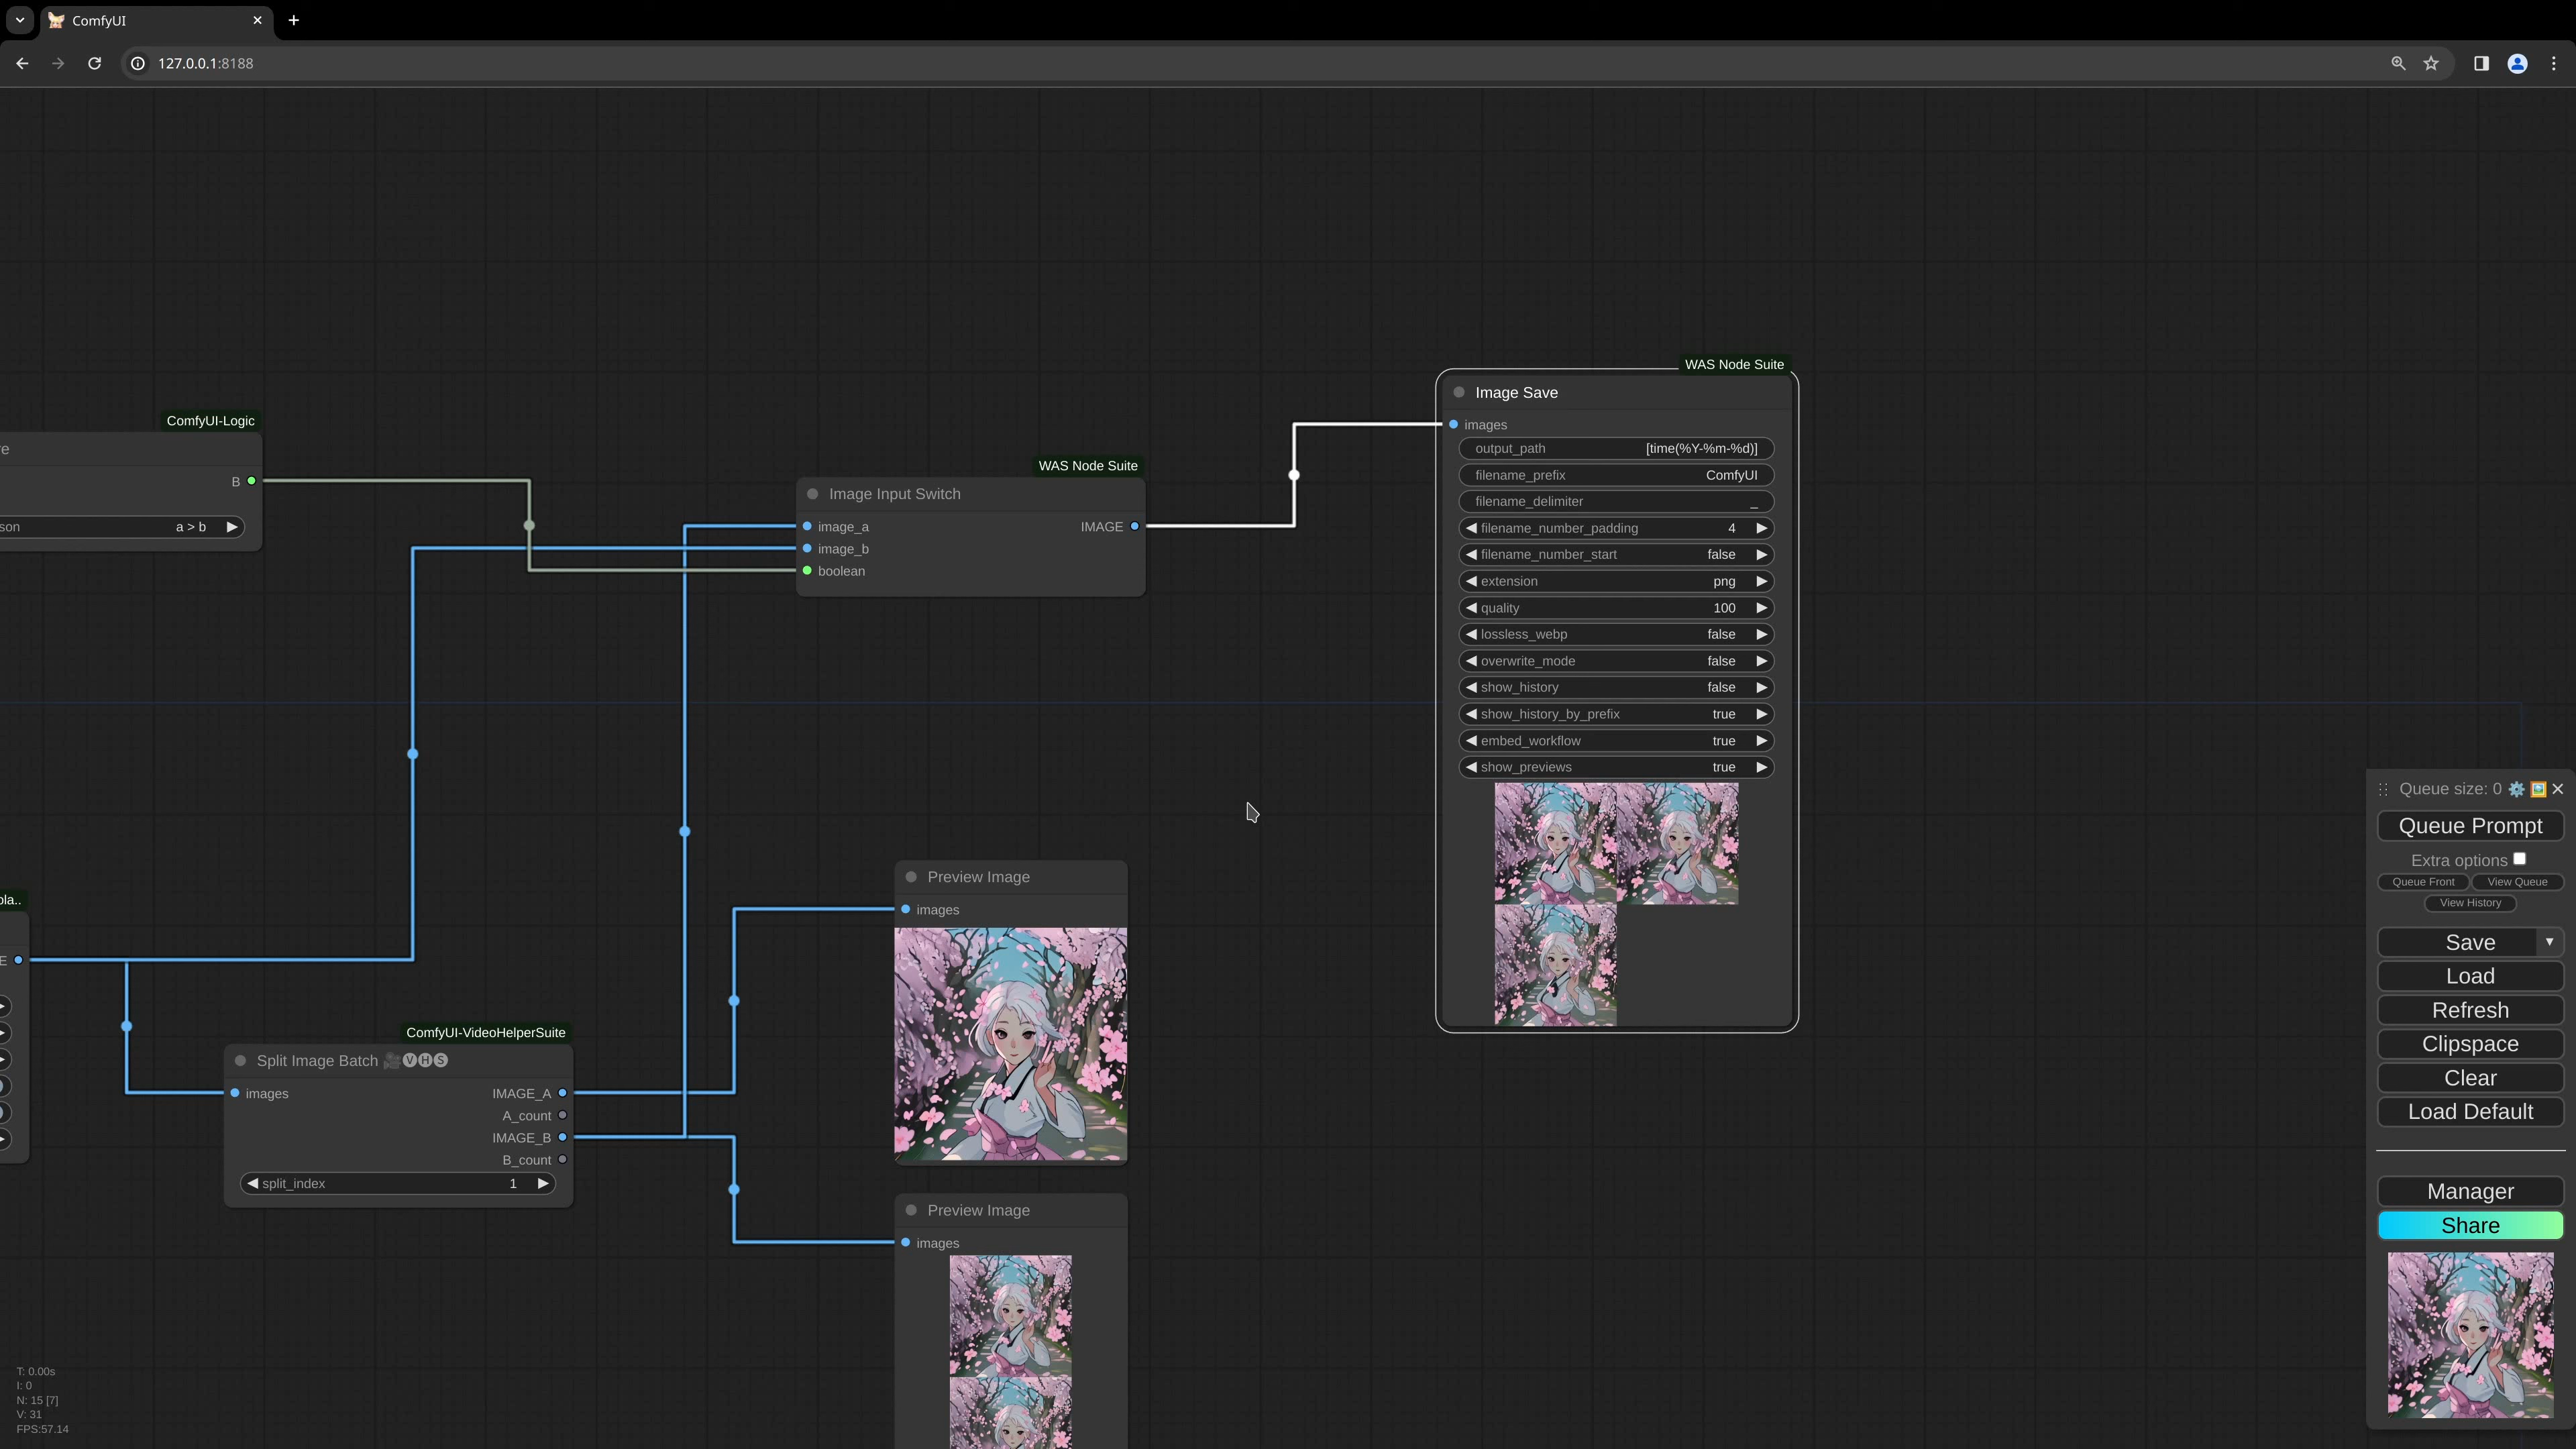 ComfyUI
127.0.0.1:8188
WAS Node Suite
Image Save
images
output_path [time(%Y-%m-%d)]
filename_prefix ComfyUI
filename_delimiter _
filename_number_padding 4
filename_number_start false
extension png
quality 100
lossless_webp false
overwrite_mode false
show_history false
show_history_by_prefix true
embed_workflow true
show_previews true
ComfyUI-Logic
re
B
son a > b
WAS Node Suite
Image Input Switch
image_a IMAGE
image_b
boolean
Preview Image
images
ola..
E
ComfyUI-VideoHelperSuite
Split Image Batch 🎥🅥🅗🅢
images IMAGE_A
A_count
IMAGE_B
B_count
split_index 1
Preview Image
images
Queue size: 0
Queue Prompt
Extra options
Queue Front View Queue
View History
Save
Load
Refresh
Clipspace
Clear
Load Default
Manager
Share
T: 0.00s
I: 0
N: 15 [7]
V: 31
FPS:57.14